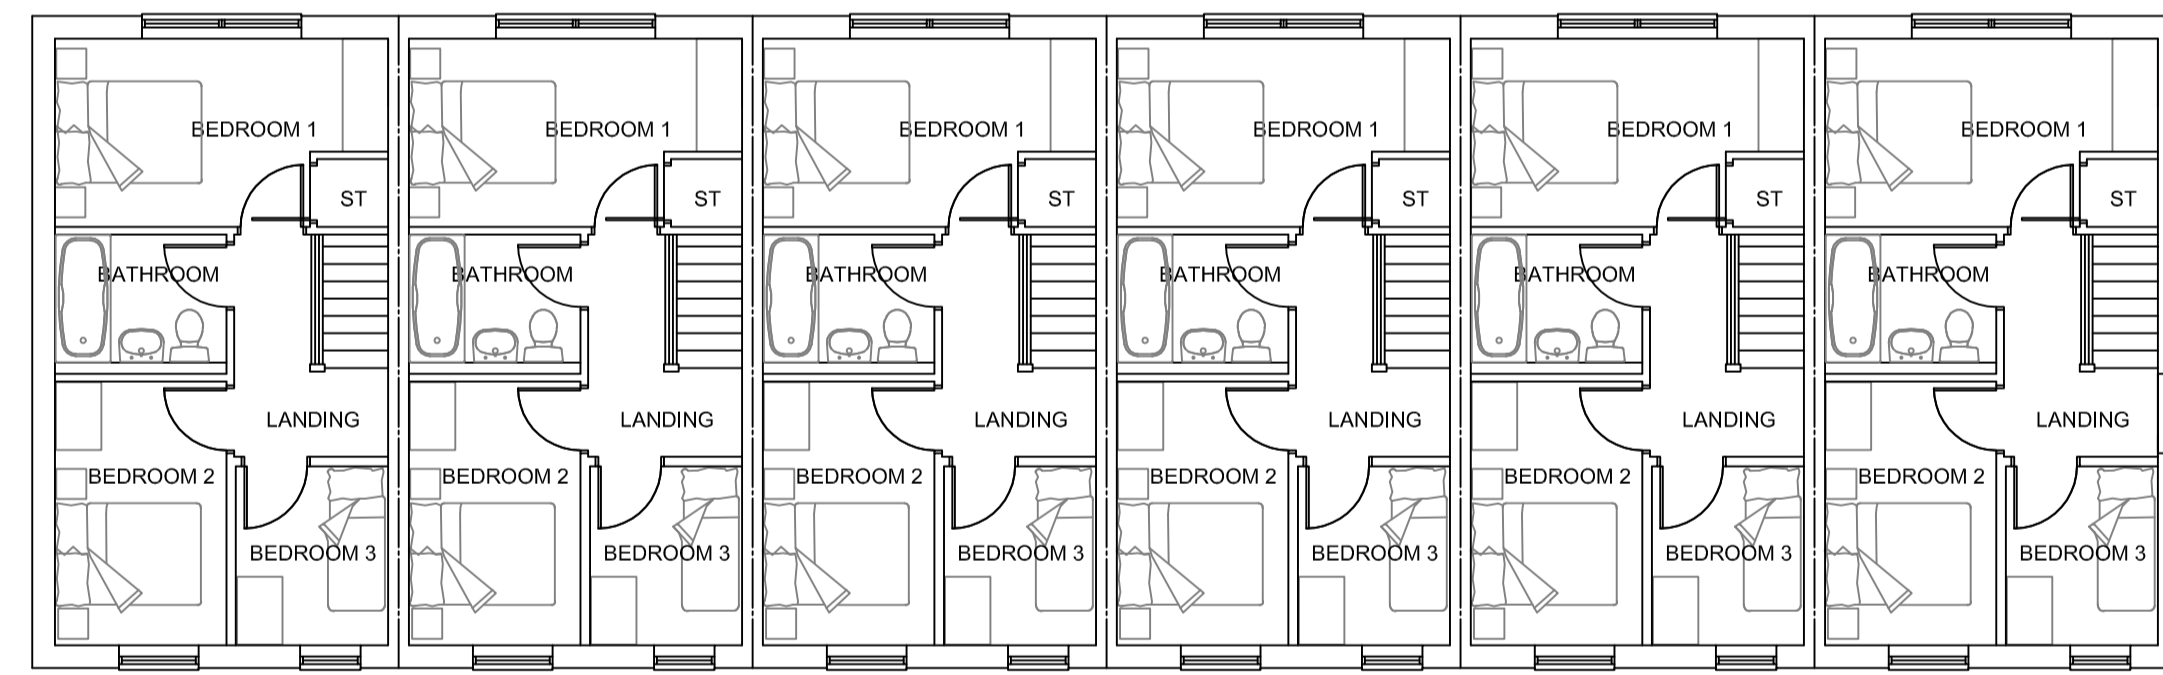 BEDROOM 1 BEDROOM 1 BEDROOM 1 BEDROOM 1 BEDROOM 1 BEDROOM 1
ST ST ST ST ST ST
BATHROOM BATHROOM BATHROOM BATHROOM BATHROOM BATHROOM
LANDING LANDING LANDING LANDING LANDING LANDING
BEDROOM 2 BEDROOM 2 BEDROOM 2 BEDROOM 2 BEDROOM 2 BEDROOM 2
BEDROOM 3 BEDROOM 3 BEDROOM 3 BEDROOM 3 BEDROOM 3 BEDROOM 3